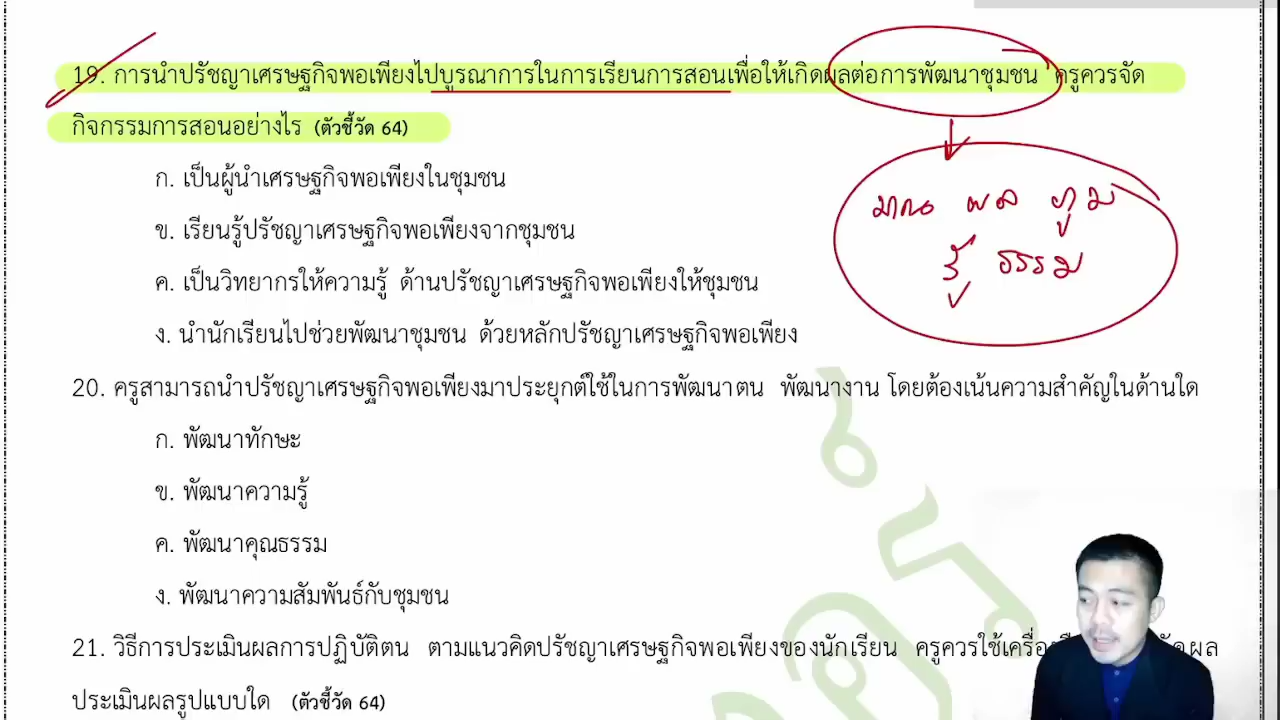 19. การนำปรัชญาเศรษฐกิจพอเพียงไปบูรณาการในการเรียนการสอนเพื่อให้เกิดผลต่อการพัฒนาชุมชน ครูควรจัด
กิจกรรมการสอนอย่างไร (ตัวชี้วัด 64)
ก. เป็นผู้นำเศรษฐกิจพอเพียงในชุมชน
ข. เรียนรู้ปรัชญาเศรษฐกิจพอเพียงจากชุมชน
ค. เป็นวิทยากรให้ความรู้ ด้านปรัชญาเศรษฐกิจพอเพียงให้ชุมชน
ง. นำนักเรียนไปช่วยพัฒนาชุมชน ด้วยหลักปรัชญาเศรษฐกิจพอเพียง
ผล ภูม
รู้ ธรรม
20. ครูสามารถนำปรัชญาเศรษฐกิจพอเพียงมาประยุกต์ใช้ในการพัฒนาตน พัฒนางาน โดยต้องเน้นความสำคัญในด้านใด
ก. พัฒนาทักษะ
ข. พัฒนาความรู้
ค. พัฒนาคุณธรรม
ง. พัฒนาความสัมพันธ์กับชุมชน
21. วิธีการประเมินผลการปฏิบัติตน ตามแนวคิดปรัชญาเศรษฐกิจพอเพียงของนักเรียน ครูควรใช้ ผล
ประเมินผลรูปแบบใด (ตัวชี้วัด 64)